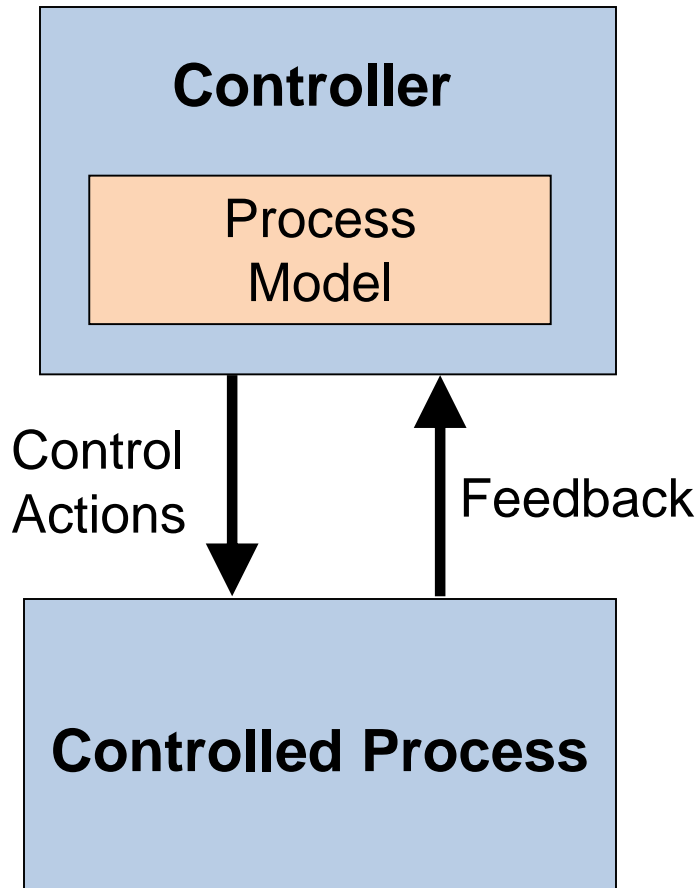 Controller
Process
Model
Control
Actions
Feedback
Controlled Process